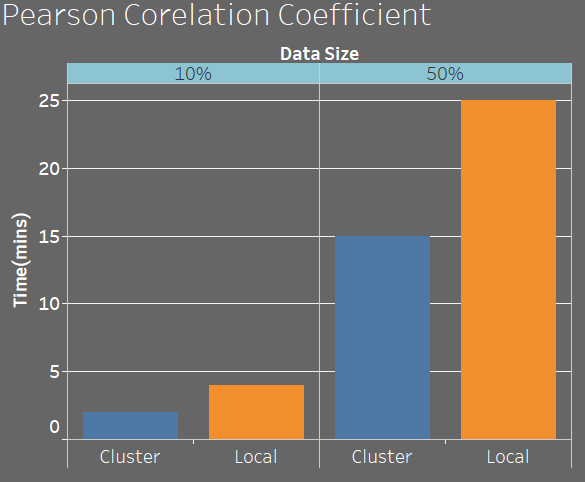 Pearson Corelation Coefficient
Data Size
10% 50%
Time(mins)
25
20
15
10
5
0
Cluster Local Cluster Local